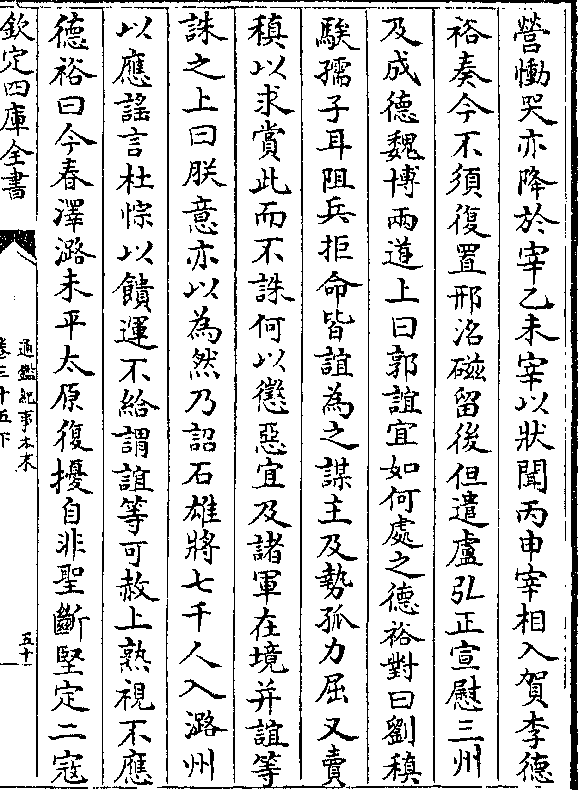 營慟哭亦降於宰乙未宰以狀聞丙申宰相入賀李德
裕奏今不須復置邢洺磁留後但遣盧弘正宣慰三州
及成德魏博兩道上曰郭誼宜如何處之德裕對曰劉稹
騃孺子耳阻兵拒命皆誼為之謀主及勢孤力屈又賣
稹以求賞此而不誅何以懲惡宜及諸軍在境并誼等
誅之上曰朕意亦以為然乃詔石雄將七千人入潞州
以應謡言杜悰以饋運不給謂誼等可赦上熟視不應
德裕曰今春澤潞未平太原復擾自非聖斷堅定二寇
欽定四庫全書
通鑑紀事本末
卷三十五下
五十一